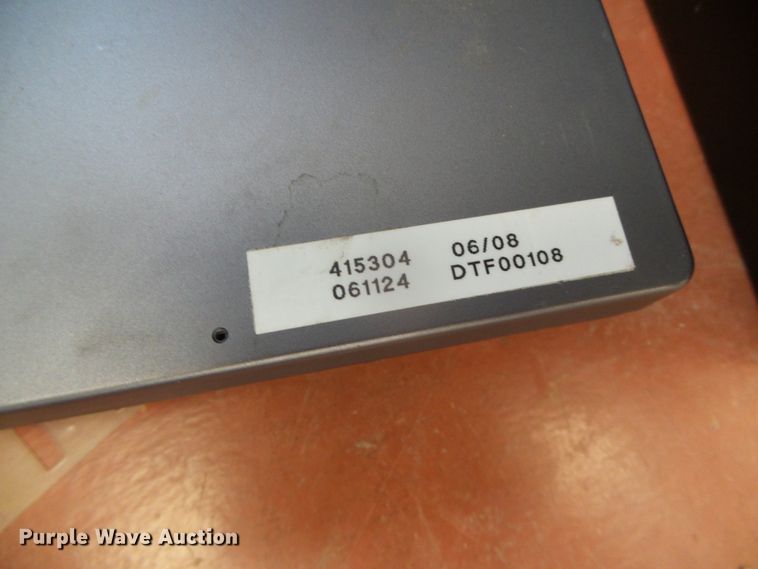 415304 06/08
061124 DTF00108
Purple Wave Auction